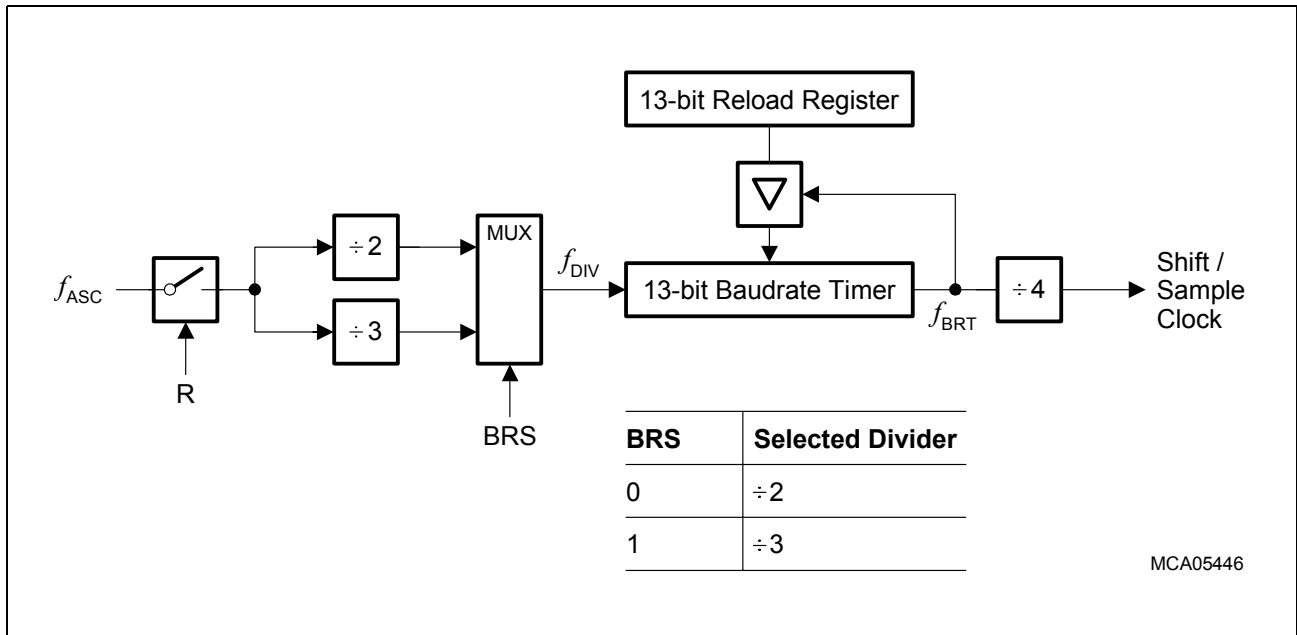 13-bit Reload Register
MUX
÷2
÷3
f_ASC
R
BRS
f_DIV
13-bit Baudrate Timer
f_BRT
÷4
Shift /
Sample
Clock
BRS Selected Divider
0 ÷2
1 ÷3
MCA05446